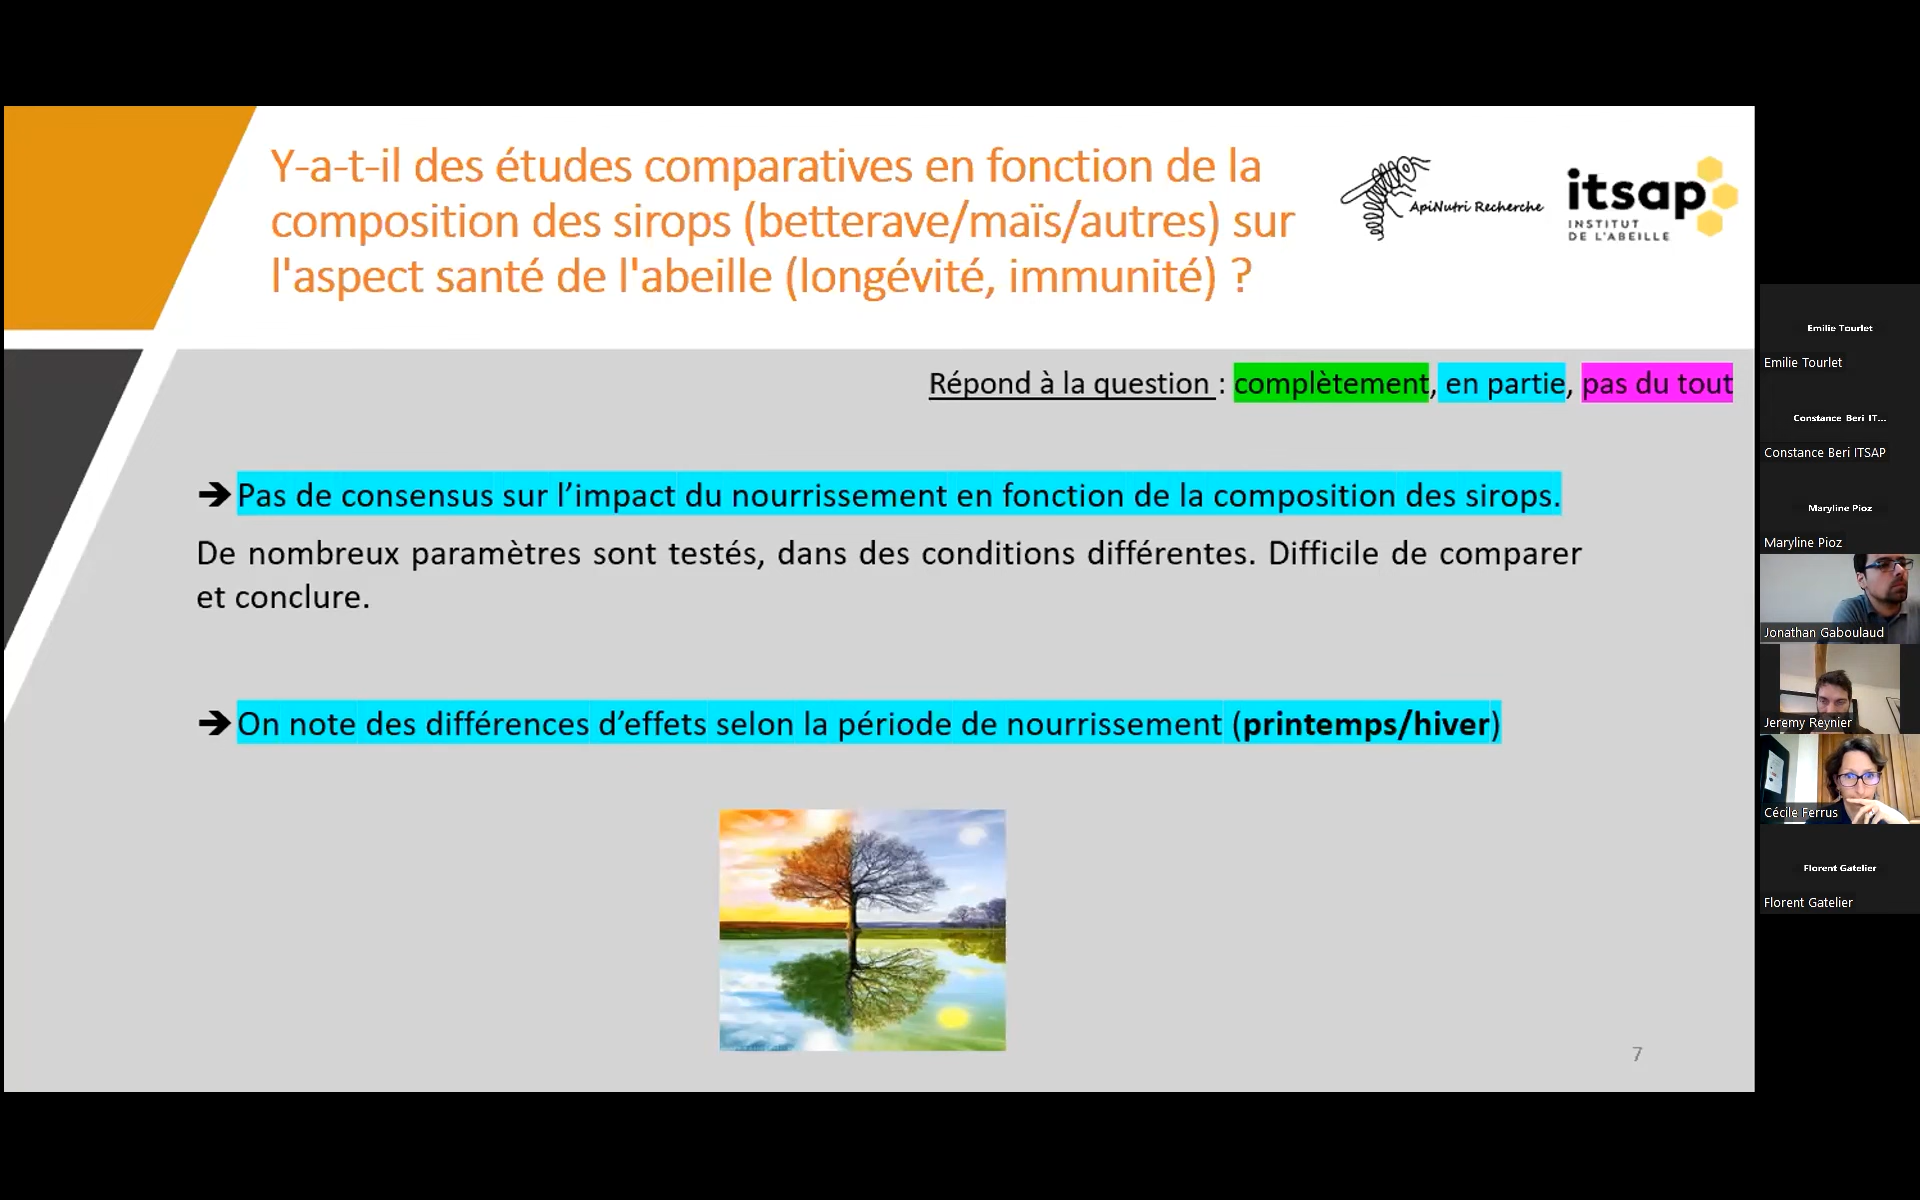 Y-a-t-il des études comparatives en fonction de la
composition des sirops (betterave/maïs/autres) sur
l'aspect santé de l'abeille (longévité, immunité) ?
ApiNutri Recherche
itsap
INSTITUT
DE L'ABEILLE
Répond à la question : complètement, en partie, pas du tout
➔Pas de consensus sur l’impact du nourrissement en fonction de la composition des sirops.
De nombreux paramètres sont testés, dans des conditions différentes. Difficile de comparer
et conclure.
➔On note des différences d’effets selon la période de nourrissement (printemps/hiver)
7
Emilie Tourlet
Emilie Tourlet
Constance Beri IT...
Constance Beri ITSAP
Maryline Pioz
Maryline Pioz
Jonathan Gaboulaud
Jeremy Reynier
Cécile Ferrus
Florent Gatelier
Florent Gatelier